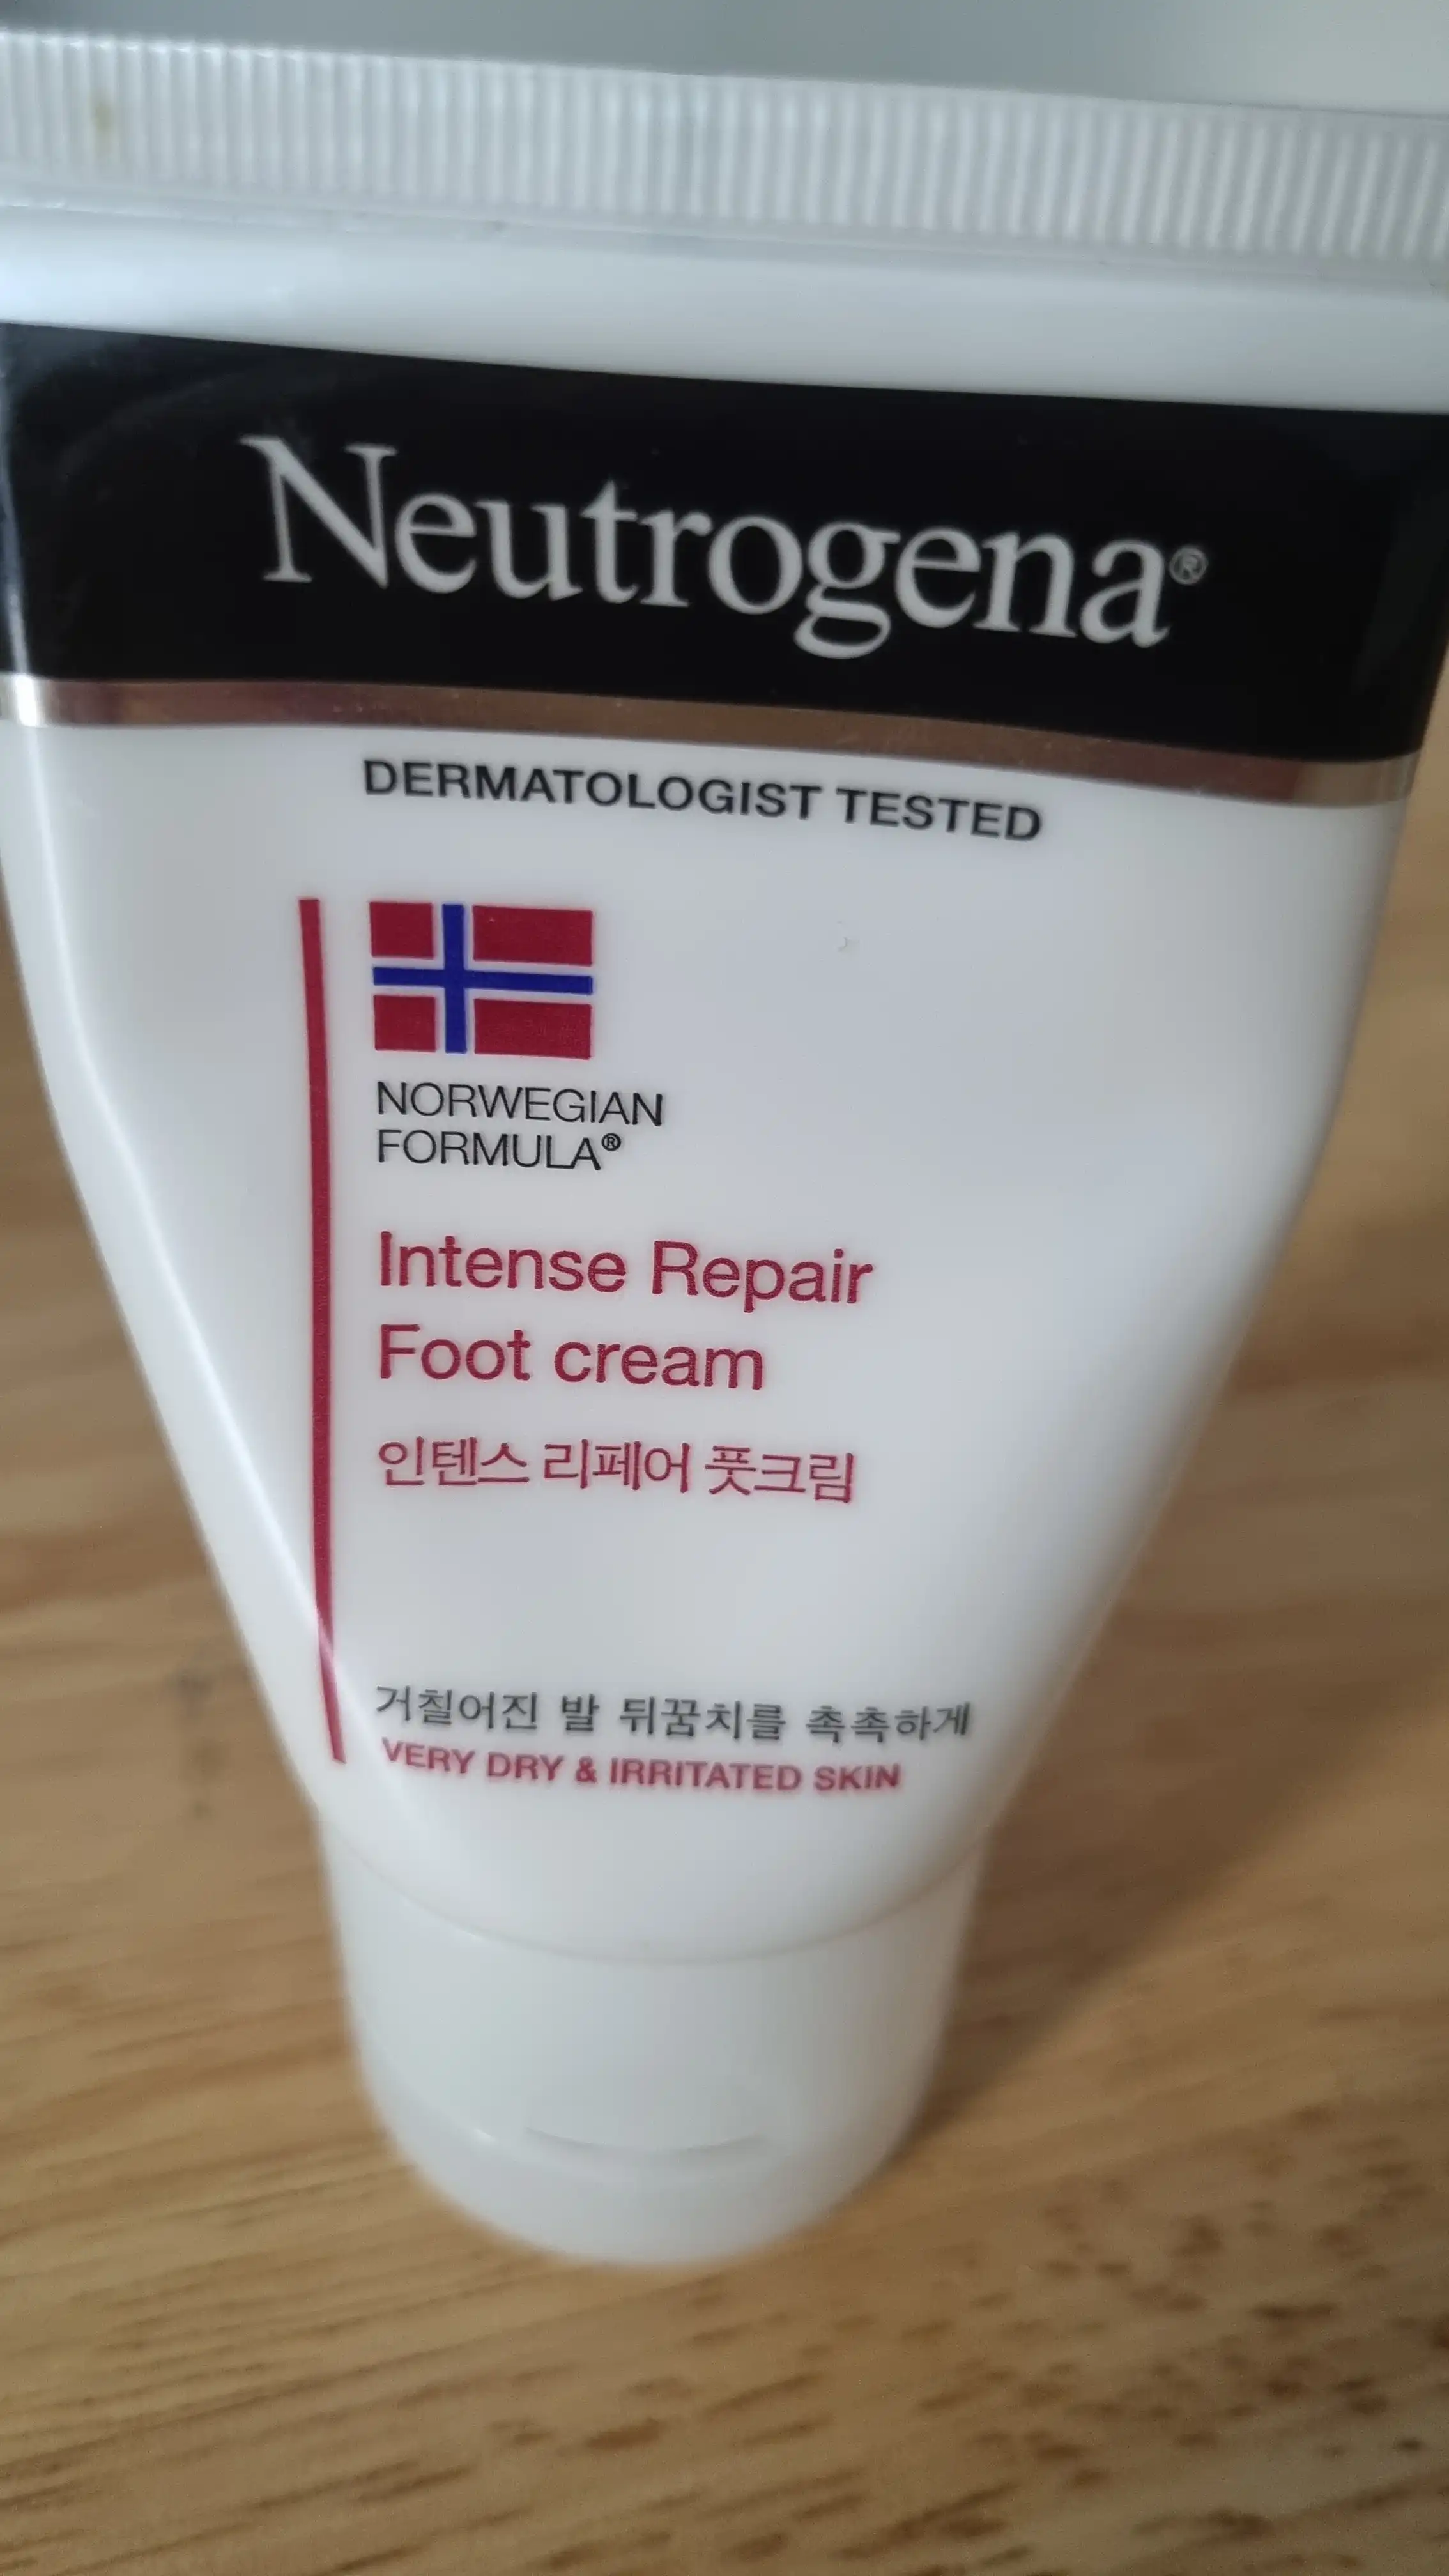 Neutrogena®
DERMATOLOGIST TESTED
NORWEGIAN
FORMULA®
Intense Repair
Foot cream
인텐스 리페어 풋크림
거칠어진 발 뒤꿈치를 촉촉하게
VERY DRY & IRRITATED SKIN